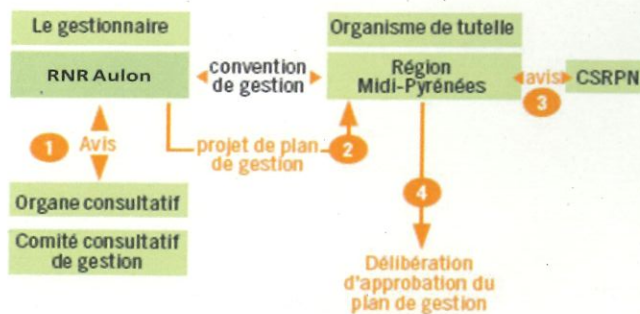 Le gestionnaire
RNR Aulon
convention
de gestion
Organisme de tutelle
Région
Midi-Pyrénées
avis
3
CSRPN
1
Avis
projet de plan
de gestion
2
4
Organe consultatif
Comité consultatif
de gestion
Délibération
d'approbation du
plan de gestion